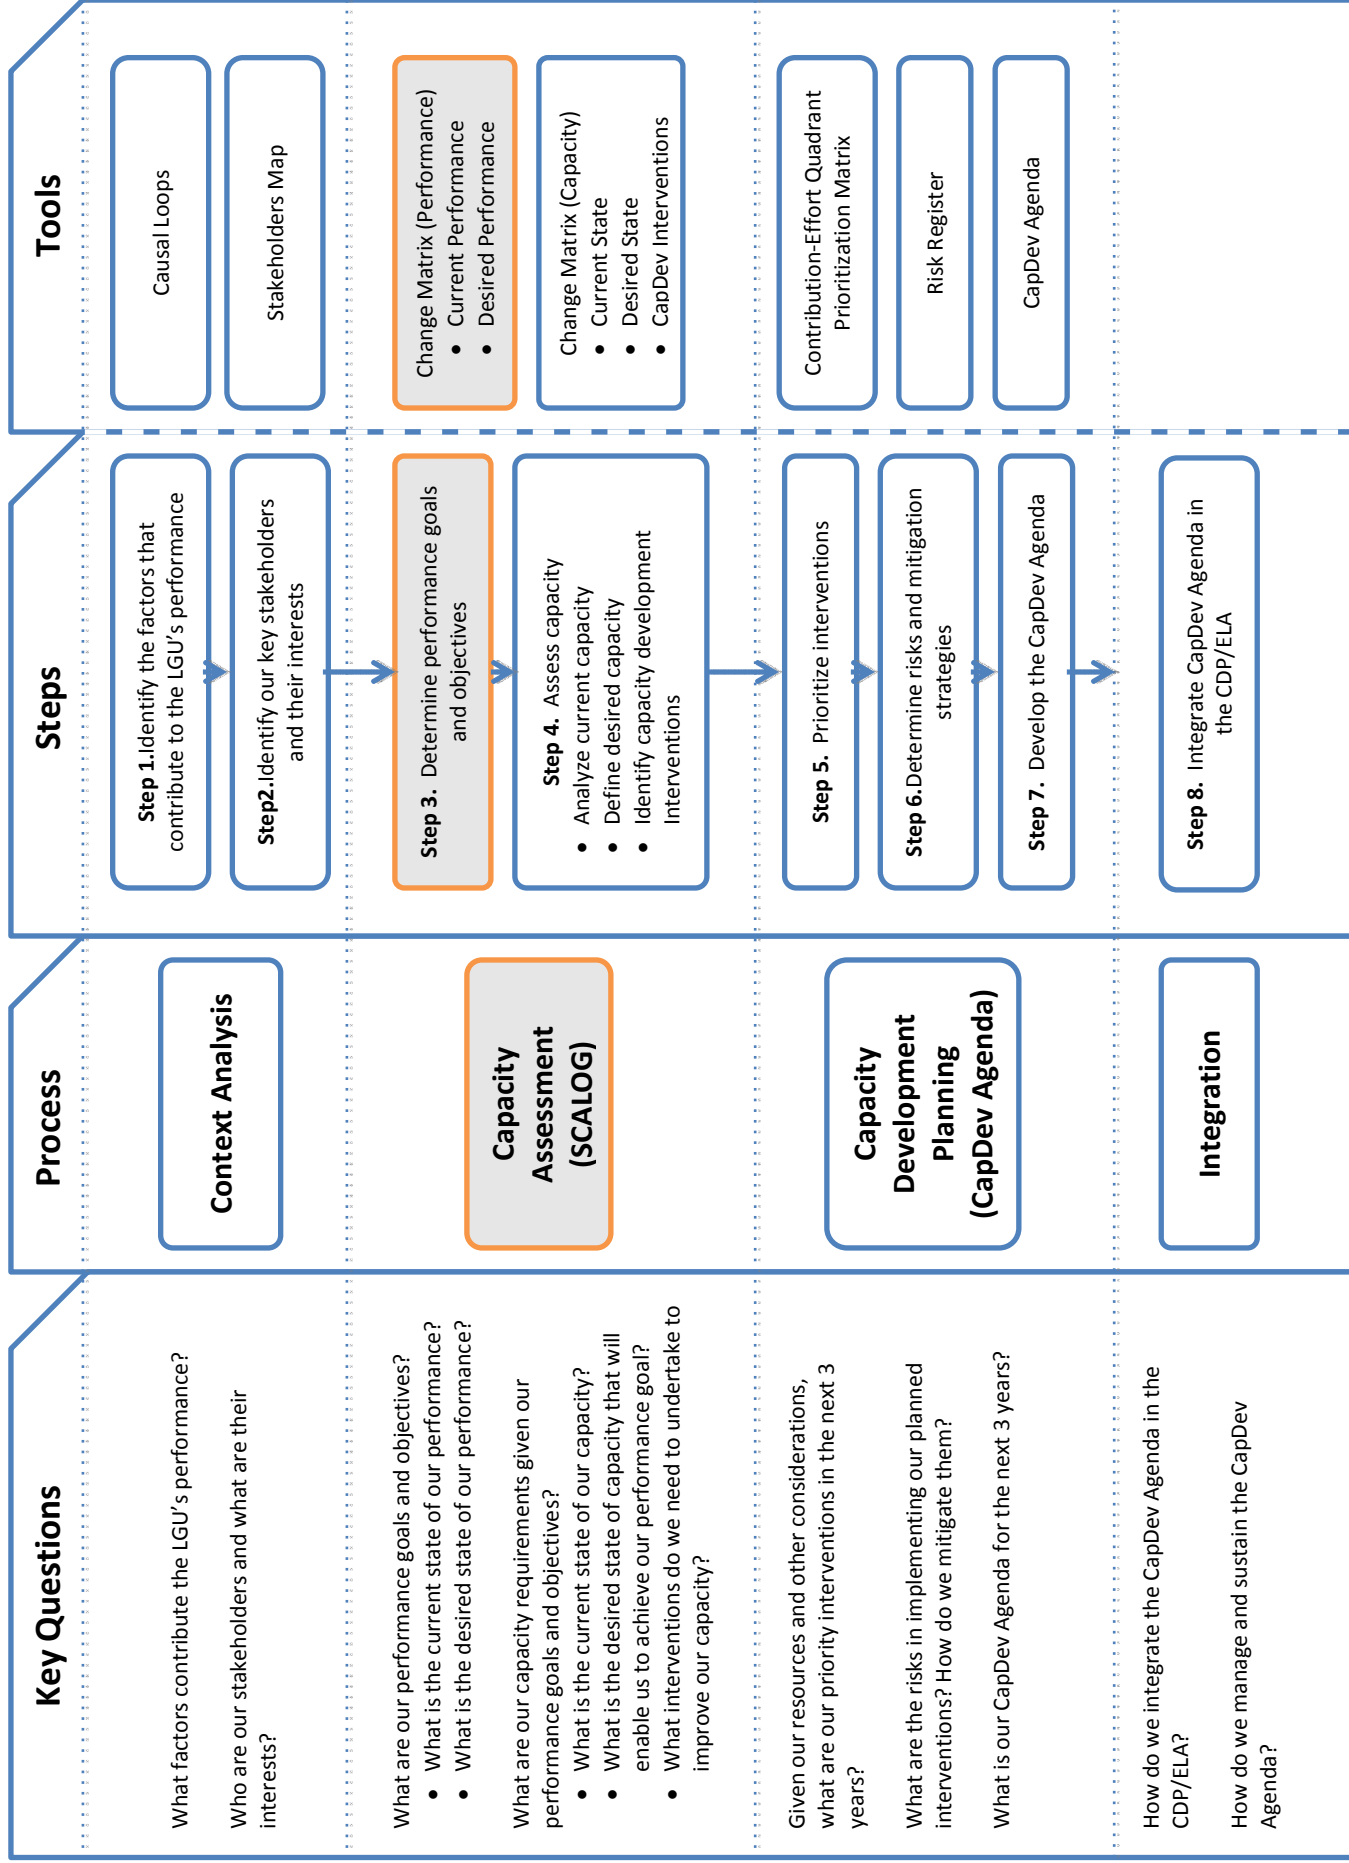 Key Questions
Process
Steps
Tools
What factors contribute the LGU's performance?
Who are our stakeholders and what are their
interests?
Context Analysis
Step 1.Identify the factors that
contribute to the LGU's performance
Step2.Identify our key stakeholders
and their interests
Causal Loops
Stakeholders Map
What are our performance goals and objectives?
• What is the current state of our performance?
• What is the desired state of our performance?
What are our capacity requirements given our
performance goals and objectives?
• What is the current state of our capacity?
• What is the desired state of capacity that will
enable us to achieve our performance goal?
• What interventions do we need to undertake to
improve our capacity?
Capacity
Assessment
(SCALOG)
Step 3. Determine performance goals
and objectives
Step 4. Assess capacity
• Analyze current capacity
• Define desired capacity
• Identify capacity development
Interventions
Change Matrix (Performance)
• Current Performance
• Desired Performance
Change Matrix (Capacity)
• Current State
• Desired State
• CapDev Interventions
Given our resources and other considerations,
what are our priority interventions in the next 3
years?
What are the risks in implementing our planned
interventions? How do we mitigate them?
What is our CapDev Agenda for the next 3 years?
Capacity
Development
Planning
(CapDev Agenda)
Step 5. Prioritize interventions
Step 6.Determine risks and mitigation
strategies
Step 7. Develop the CapDev Agenda
Contribution-Effort Quadrant
Prioritization Matrix
Risk Register
CapDev Agenda
How do we integrate the CapDev Agenda in the
CDP/ELA?
How do we manage and sustain the CapDev
Agenda?
Integration
Step 8. Integrate CapDev Agenda in
the CDP/ELA